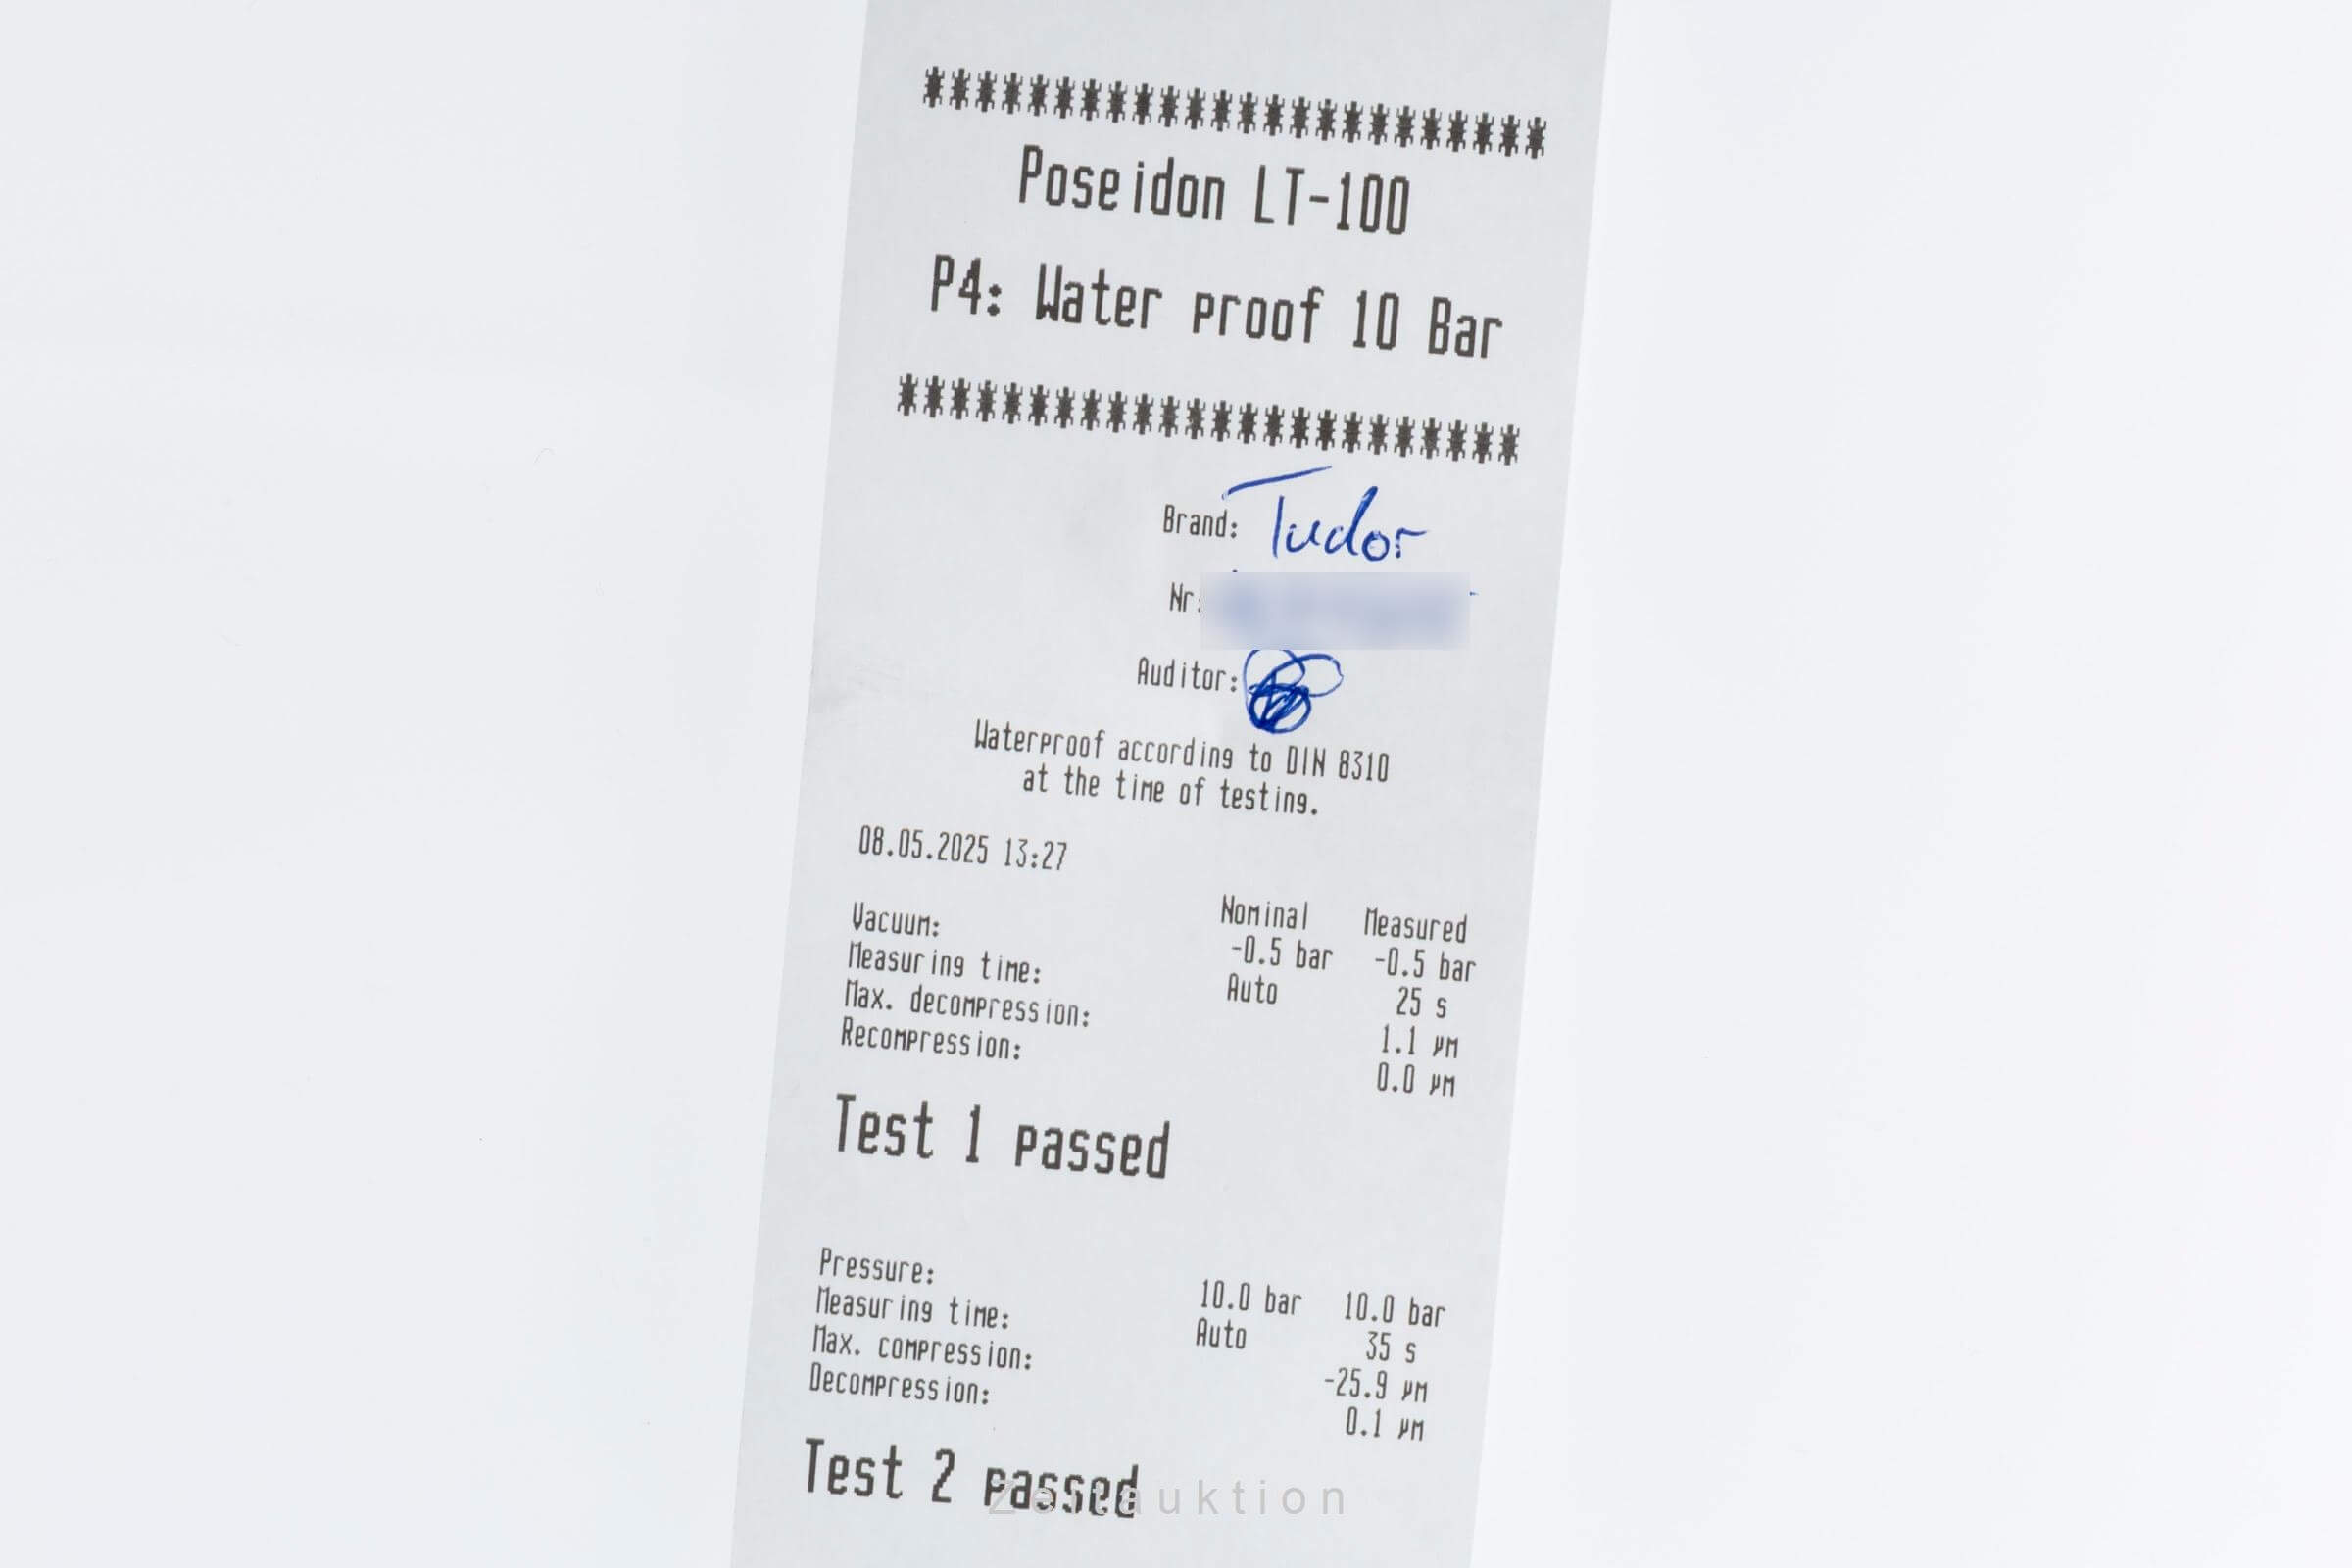 ************************
Poseidon LT-100
P4: Water proof 10 Bar
************************
Brand: Tudor
Nr:
Auditor:
Waterproof according to DIN 8310
at the time of testing.
08.05.2025 13:27
Nominal Measured
Vacuum: -0.5 bar -0.5 bar
Measuring time: Auto 25 s
Max. decompression: 1.1 µm
Recompression: 0.0 µm
Test 1 passed
Pressure: 10.0 bar 10.0 bar
Measuring time: Auto 35 s
Max. compression: -25.9 µm
Decompression: 0.1 µm
Test 2 passed
Zeitauktion